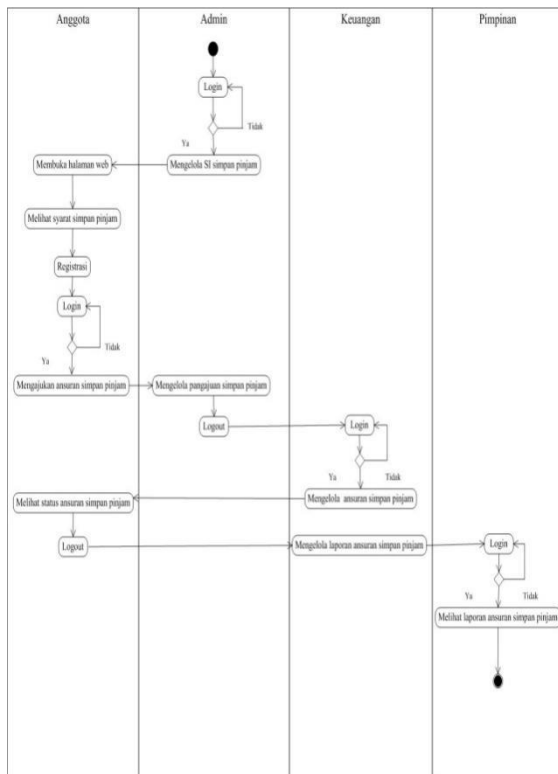 Anggota
Admin
Keuangan
Pimpinan
Login
Tidak
Ya
Membuka halaman web
Mengelola SI simpan pinjam
Melihat syarat simpan pinjam
Registrasi
Login
Tidak
Ya
Mengajukan ansuran simpan pinjam
Mengelola pangajuan simpan pinjam
Logout
Login
Ya
Tidak
Melihat status ansuran simpan pinjam
Mengelola ansuran simpan pinjam
Logout
Mengekola laporan ansuran simpan pinjam
Login
Ya
Tidak
Melihat laporan ansuran simpan pinjam